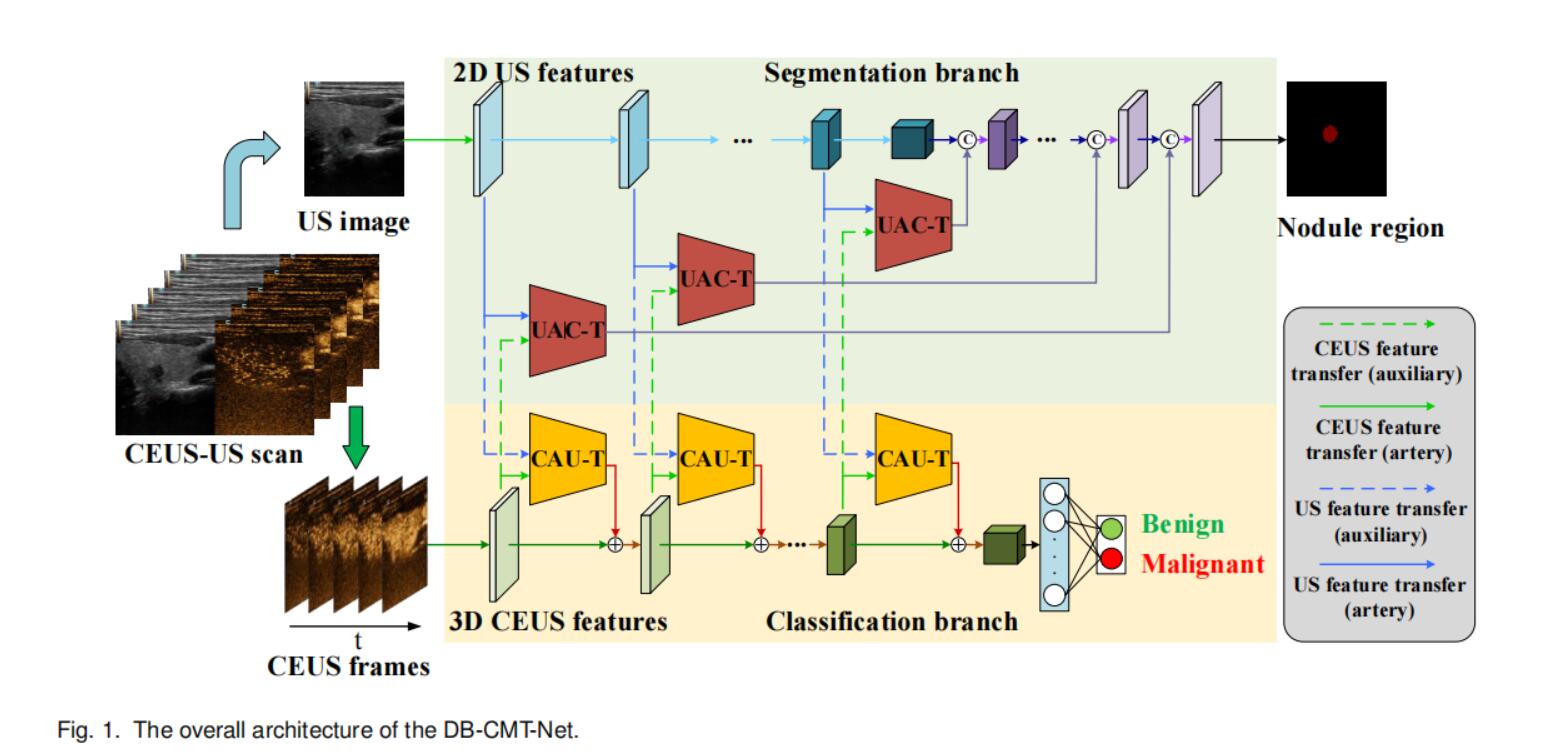 2D US features
Segmentation branch
C
...
C
C
...
US image
Nodule region
UAC-T
UAC-T
UAC-T
CEUS-US scan
CAU-T
CAU-T
CAU-T
...
t
CEUS frames
3D CEUS features
Classification branch
Benign
Malignant
CEUS feature
transfer (auxiliary)
CEUS feature
transfer (artery)
US feature transfer
(auxiliary)
US feature transfer
(artery)
Fig. 1. The overall architecture of the DB-CMT-Net.